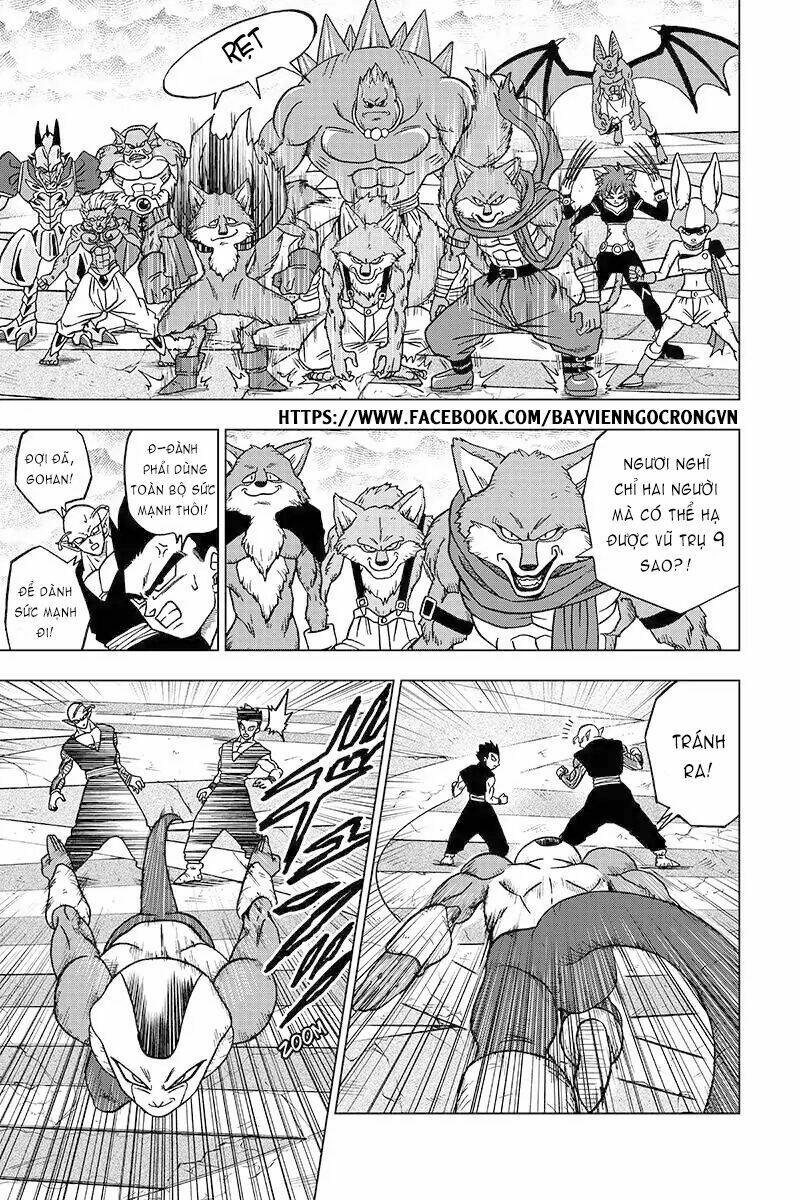 RẸT
HTTPS://WWW.FACEBOOK.COM/BAYVIENNGOCRONGVN
NGƯƠI NGHĨ
CHỈ HAI NGƯỜI
MÀ CÓ THỂ HẠ
ĐƯỢC VŨ TRỤ 9
SAO?!
Đ-ĐÀNH
PHẢI DÙNG
TOÀN BỘ SỨC
MẠNH THÔI!
ĐỢI ĐÃ,
GOHAN!
ĐỂ DÀNH
SỨC MẠNH
ĐI!
TRÁNH
RA!
ZOOM